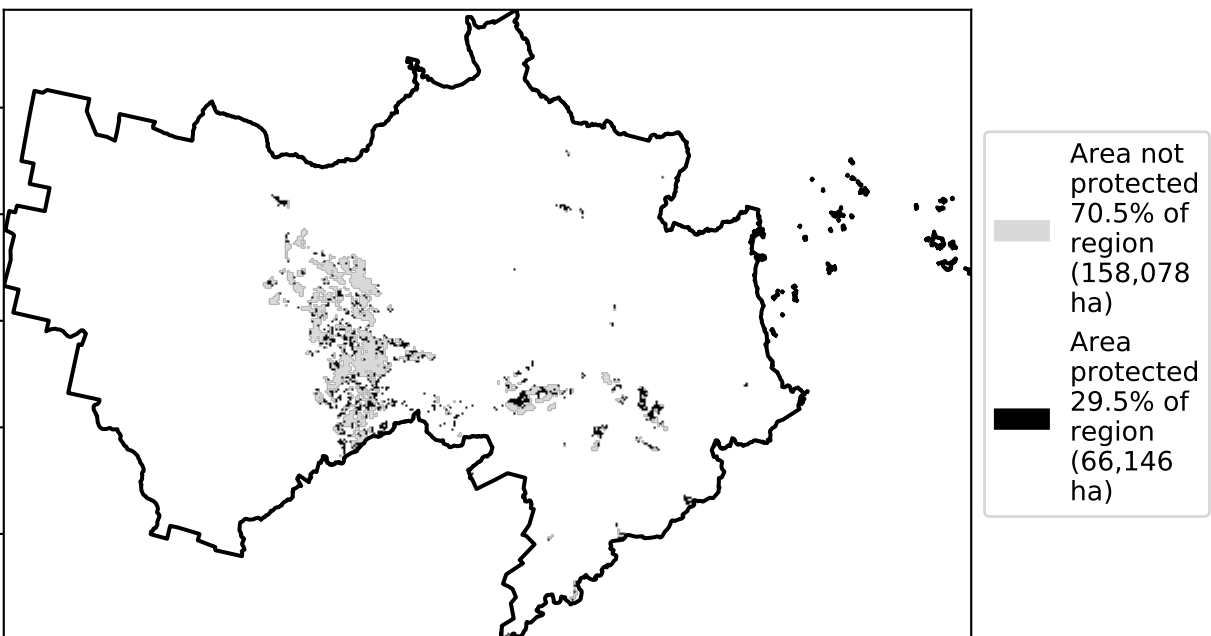 Area not
protected
70.5% of
region
(158,078
ha)
Area
protected
29.5% of
region
(66,146
ha)